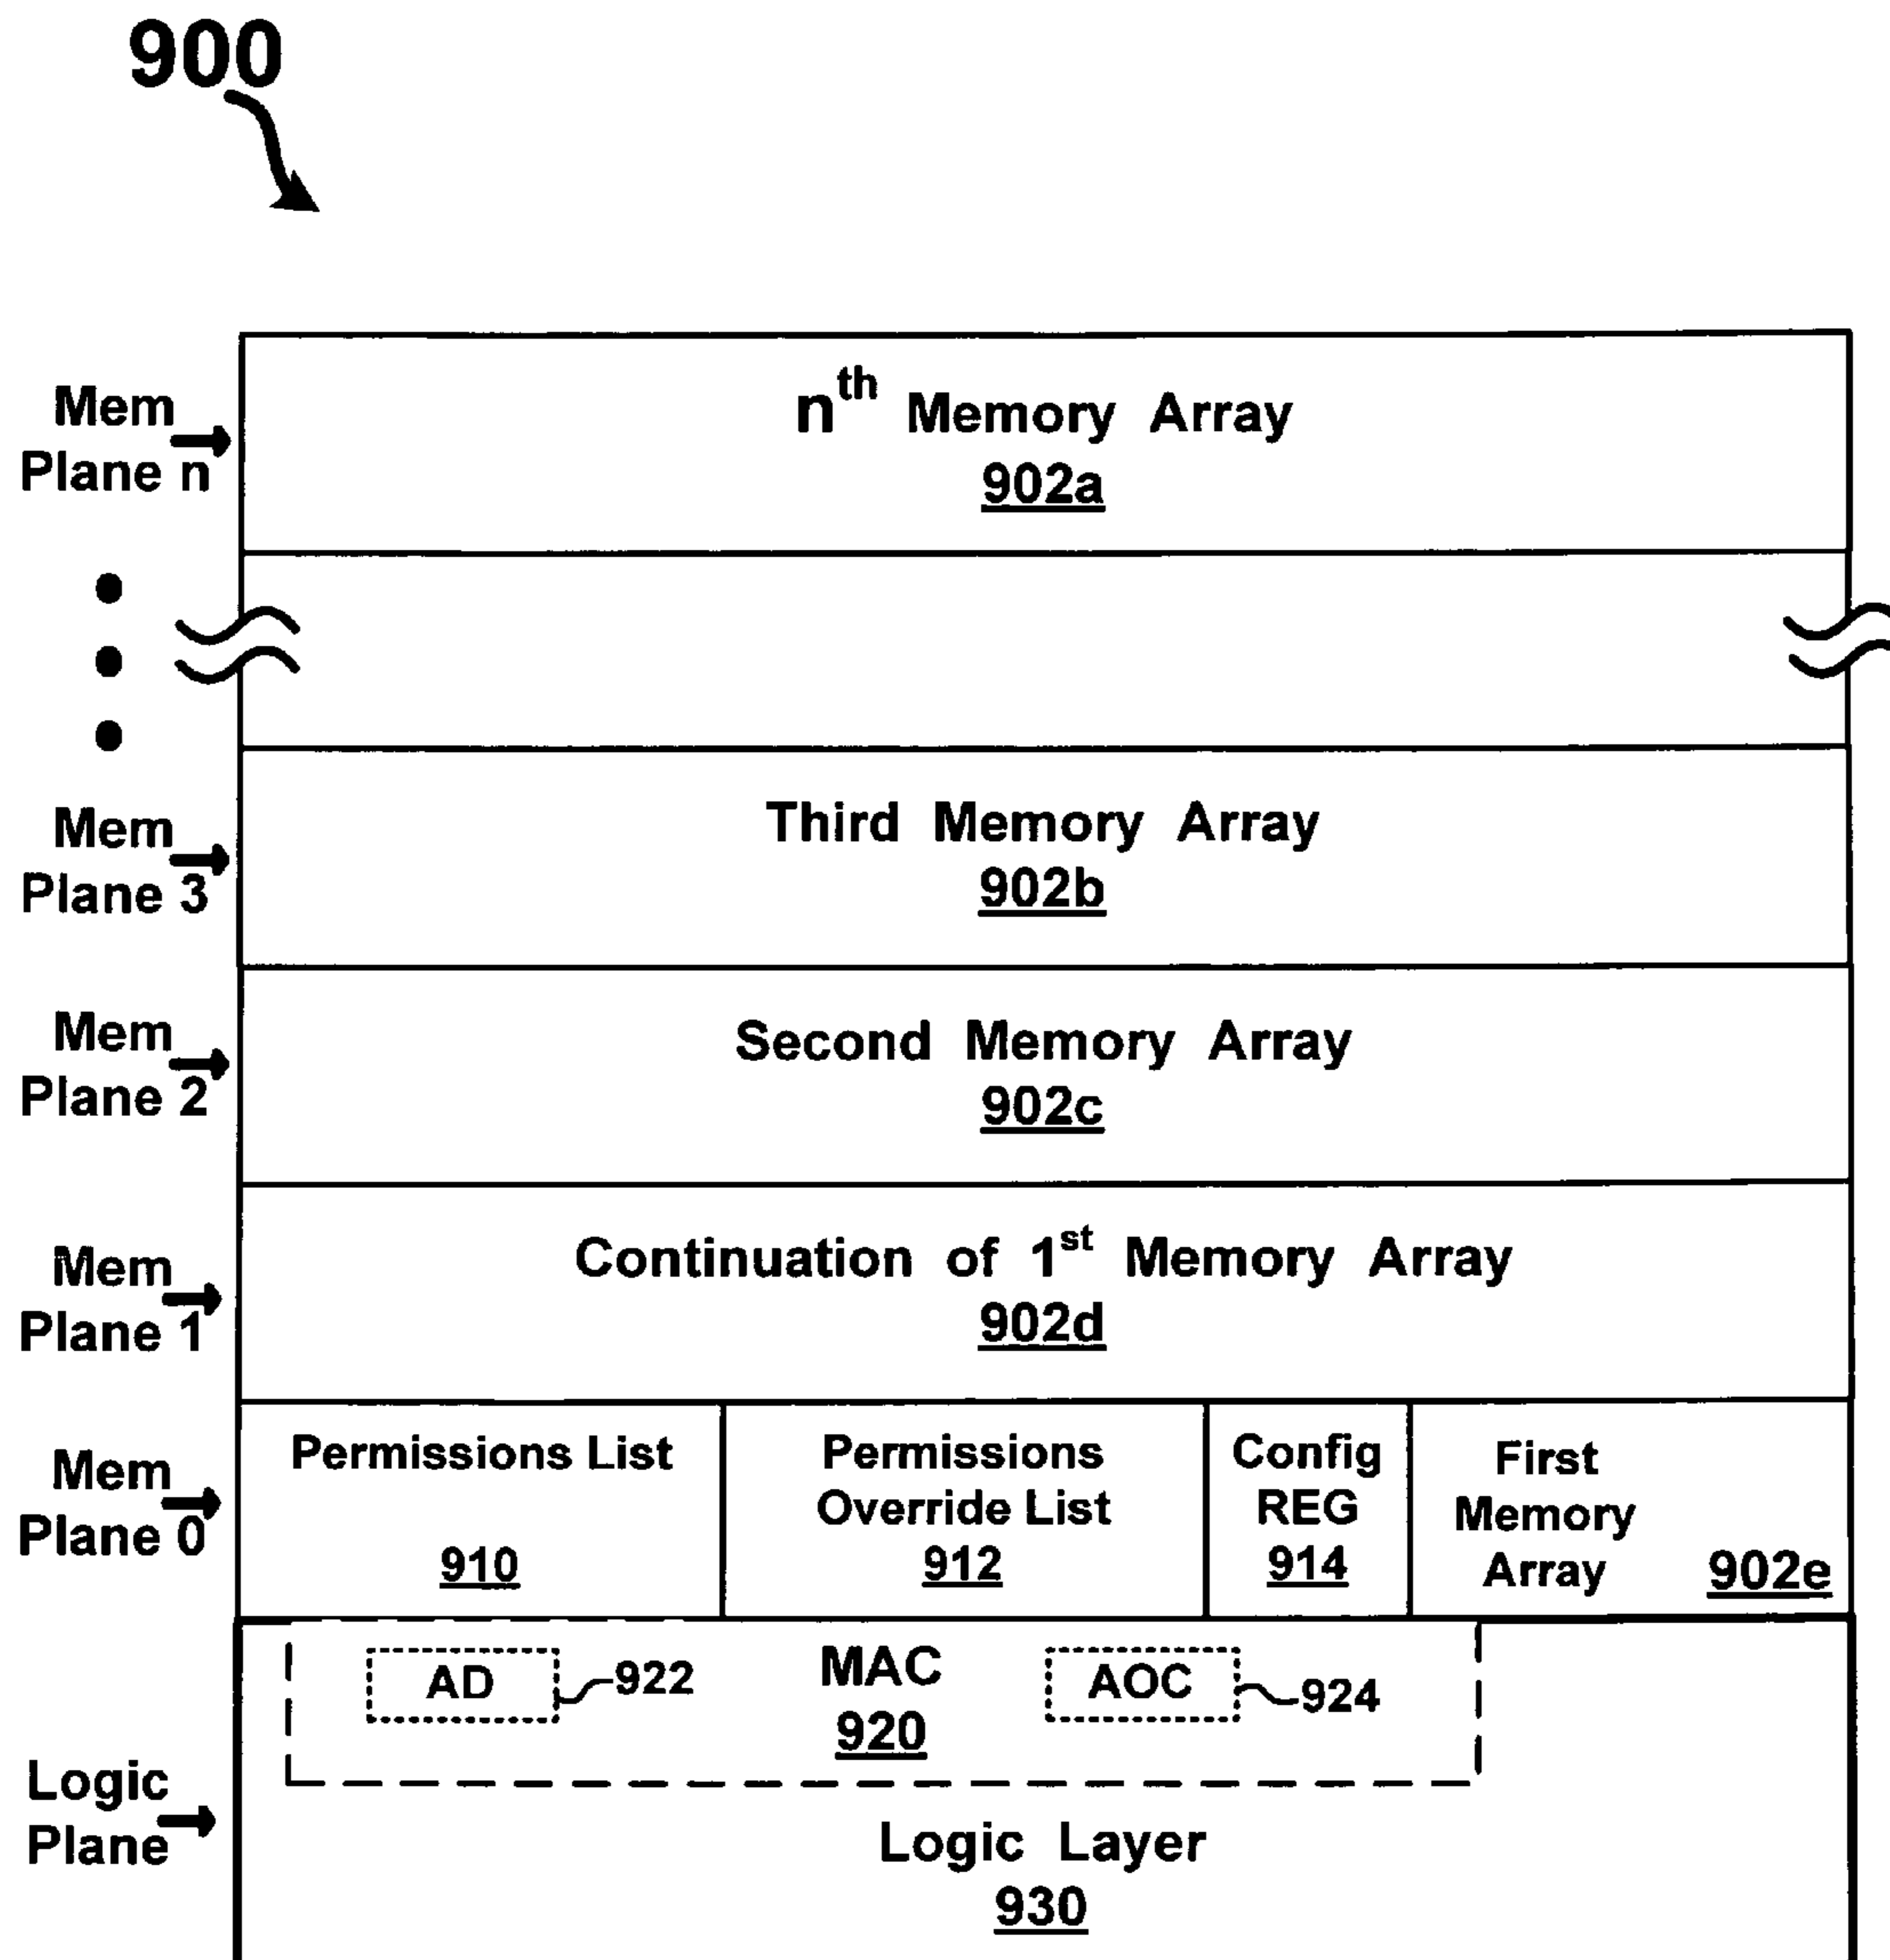 900
Mem
Plane n
nth Memory Array
902a
Mem
Plane 3
Third Memory Array
902b
Mem
Plane 2
Second Memory Array
902c
Mem
Plane 1
Continuation of 1st Memory Array
902d
Mem
Plane 0
Permissions List
910
Permissions
Override List
912
Config
REG
914
First
Memory
Array
902e
AD
922
MAC
920
AOC
924
Logic
Plane
Logic Layer
930